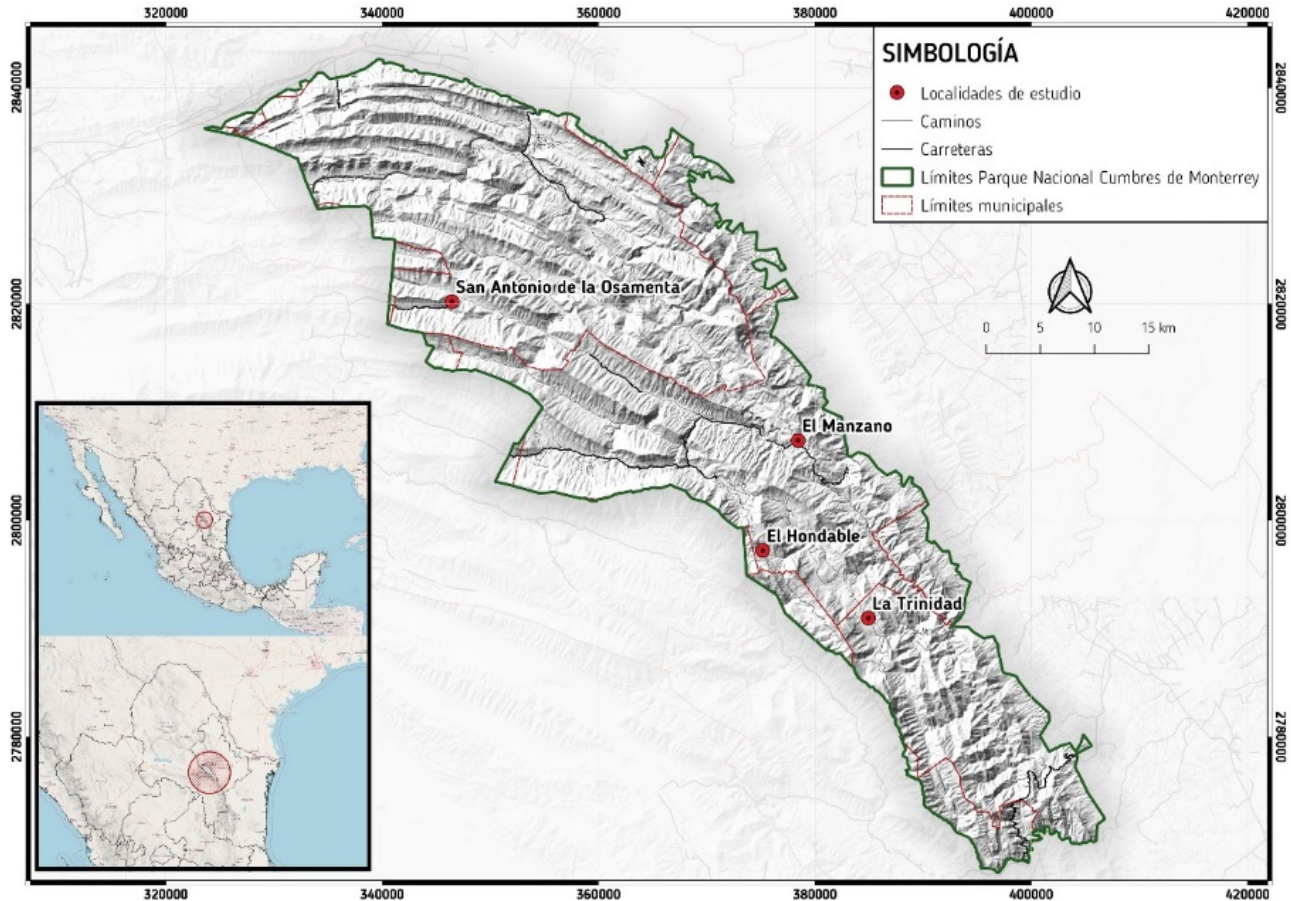 320000
340000
360000
380000
400000
420000
SIMBOLOGÍA
Localidades de estudio
Caminos
Carreteras
Límites Parque Nacional Cumbres de Monterrey
Límites municipales
2840000
2840000
San Antonio de la Osamenta
2820000
2820000
0 5 10 15 km
El Manzano
2800000
2800000
El Hondable
La Trinidad
2780000
2780000
320000
340000
360000
380000
400000
420000